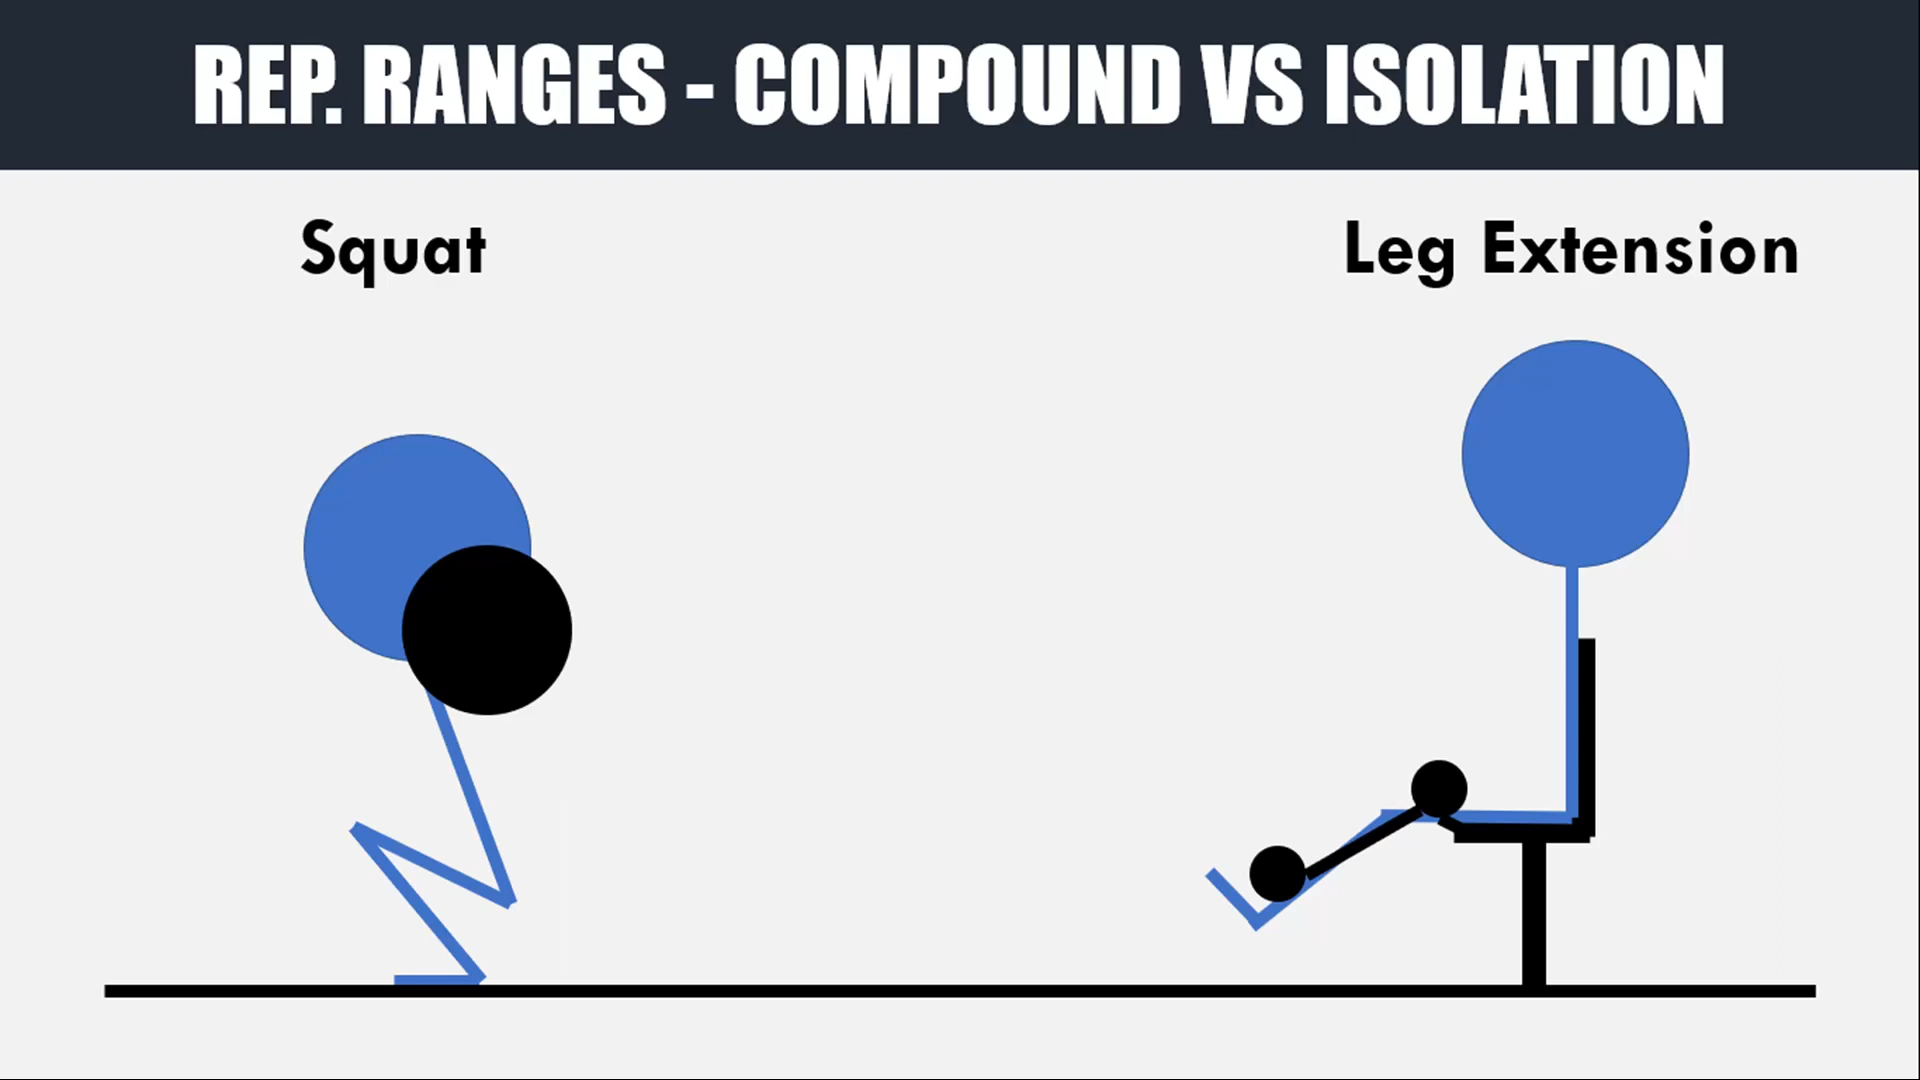 REP. RANGES - COMPOUND VS ISOLATION
Squat
Leg Extension